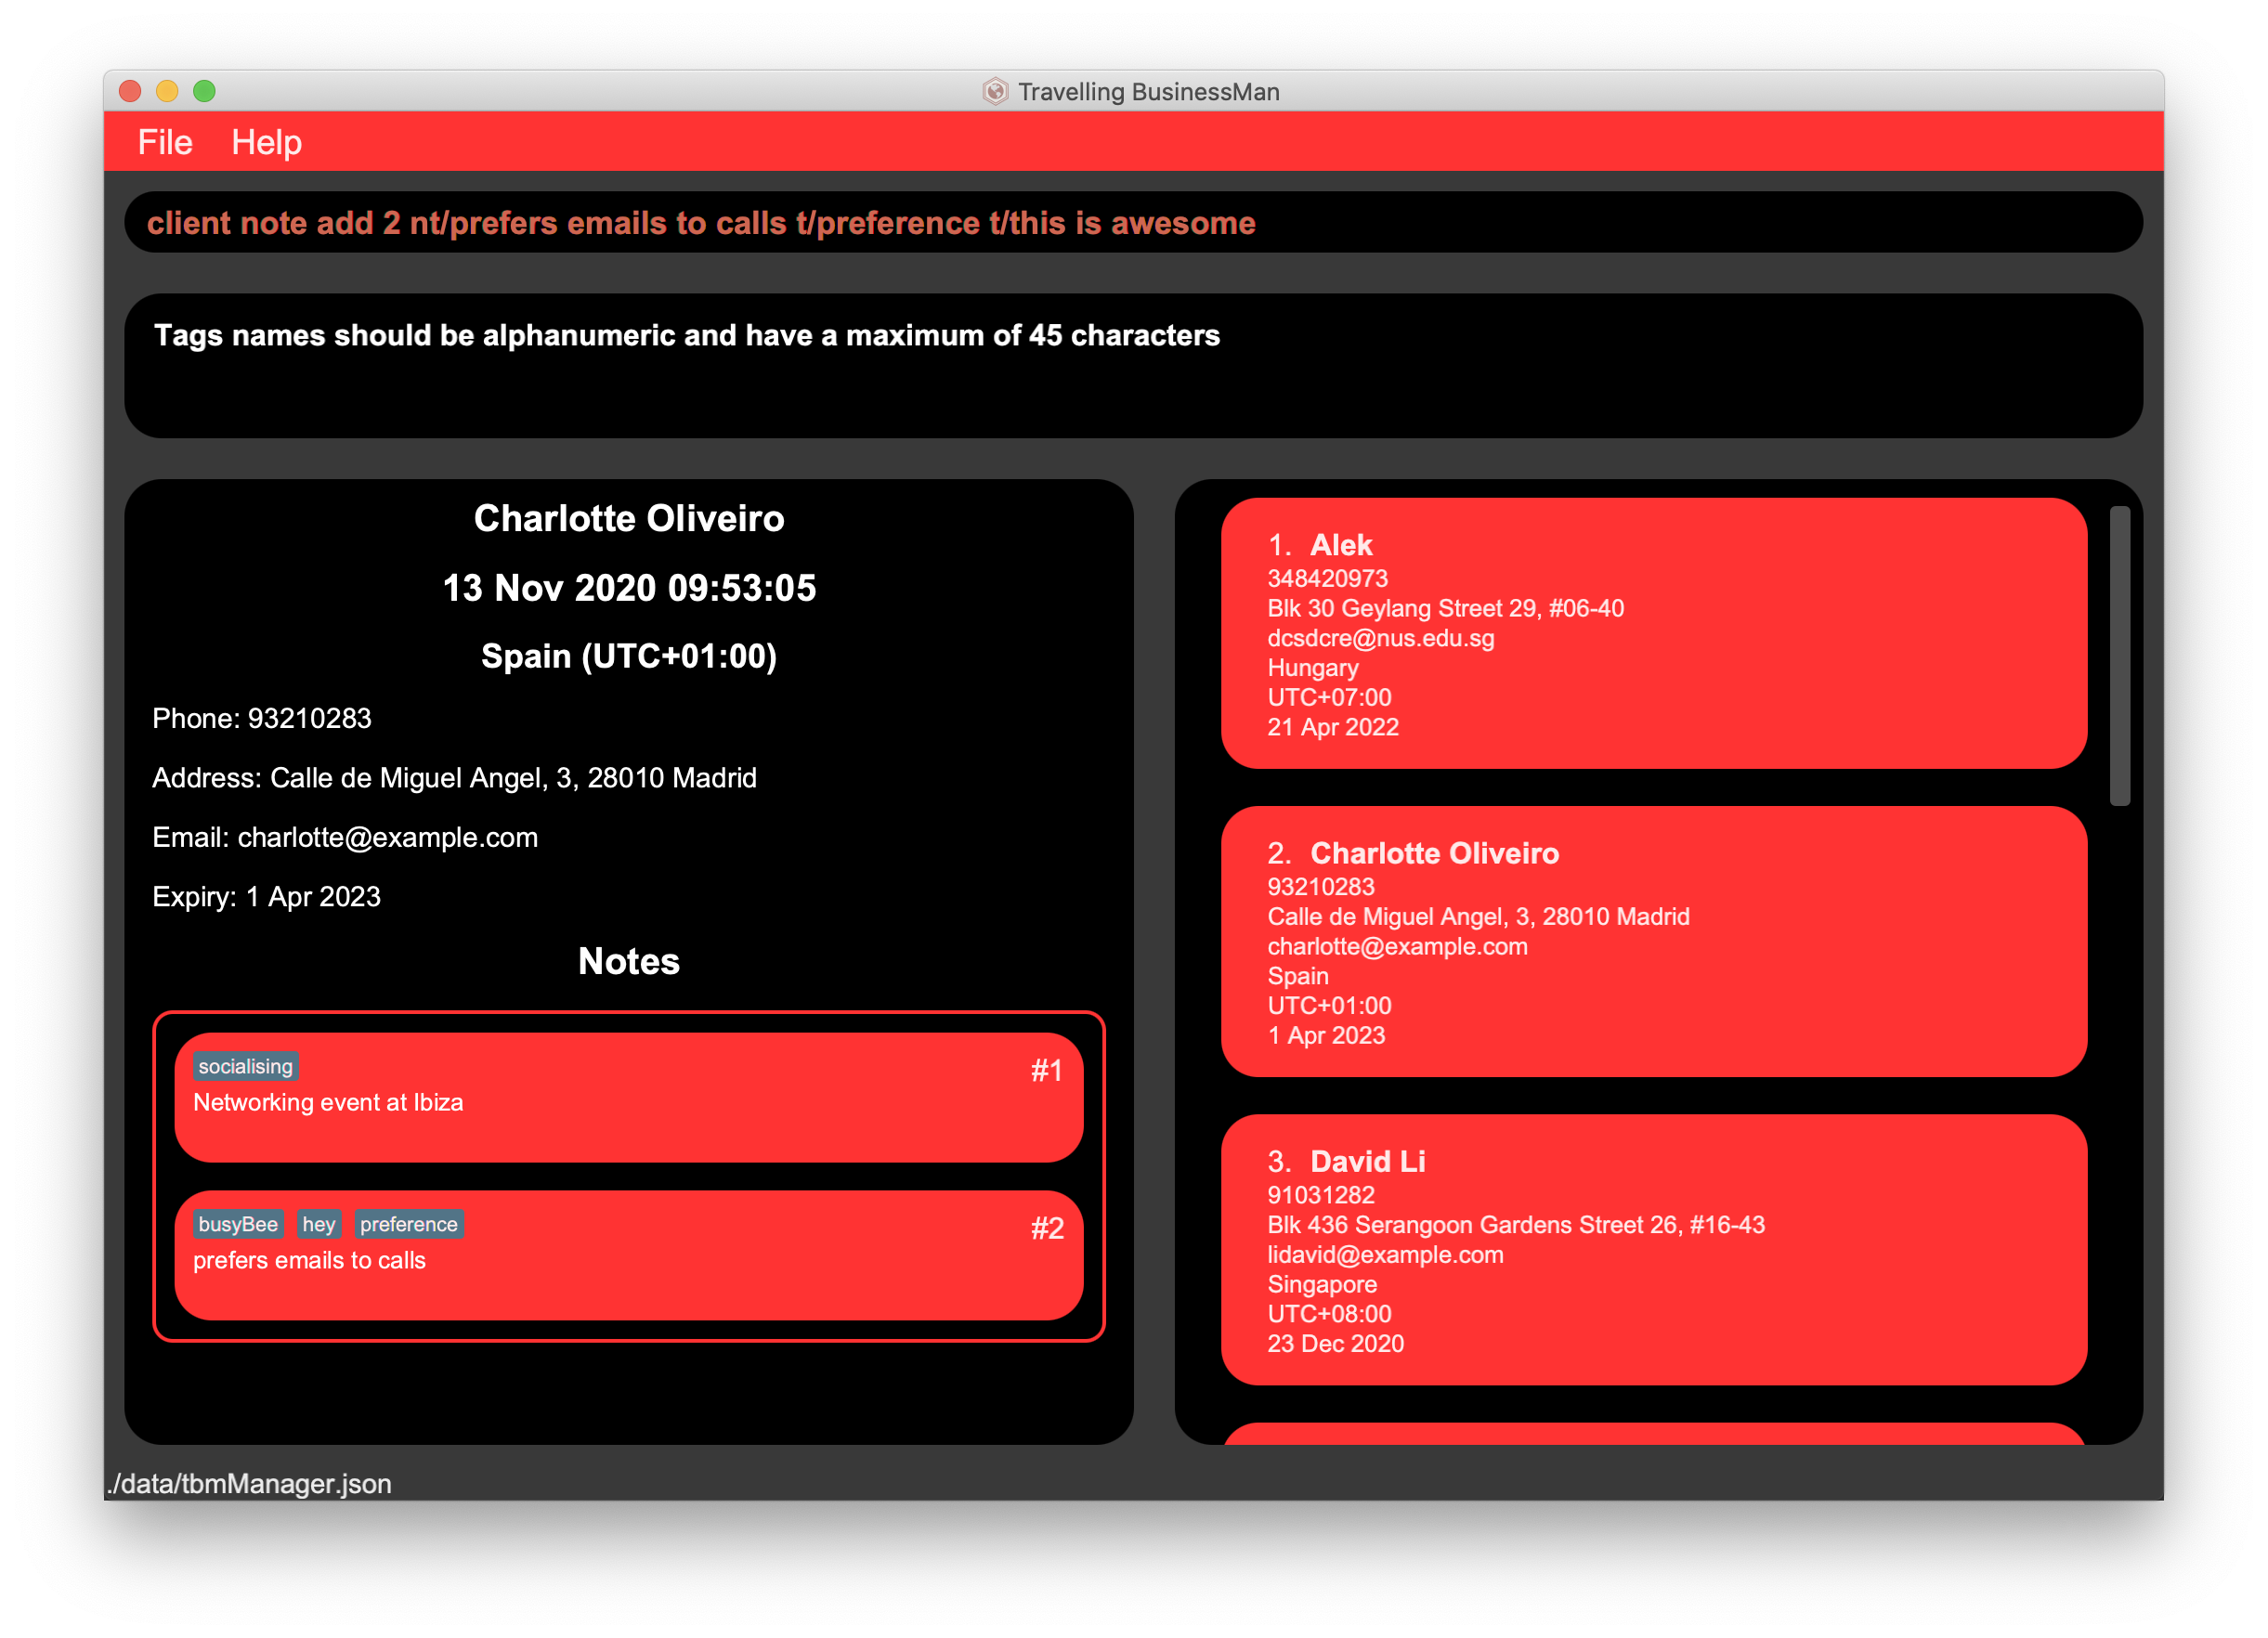 Travelling BusinessMan
File Help
client note add 2 nt/prefers emails to calls t/preference t/this is awesome
Tags names should be alphanumeric and have a maximum of 45 characters
Charlotte Oliveiro
13 Nov 2020 09:53:05
Spain (UTC+01:00)
Phone: 93210283
Address: Calle de Miguel Angel, 3, 28010 Madrid
Email: charlotte@example.com
Expiry: 1 Apr 2023
Notes
socialising #1
Networking event at Ibiza
busyBee hey preference #2
prefers emails to calls
1. Alek
348420973
Blk 30 Geylang Street 29, #06-40
dcsdcre@nus.edu.sg
Hungary
UTC+07:00
21 Apr 2022
2. Charlotte Oliveiro
93210283
Calle de Miguel Angel, 3, 28010 Madrid
charlotte@example.com
Spain
UTC+01:00
1 Apr 2023
3. David Li
91031282
Blk 436 Serangoon Gardens Street 26, #16-43
lidavid@example.com
Singapore
UTC+08:00
23 Dec 2020
./data/tbmManager.json